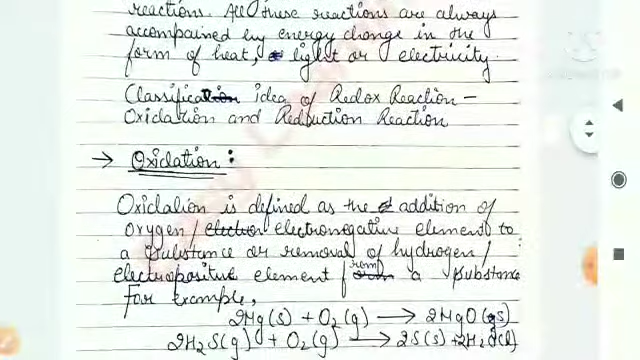 reactions. All these reactions are always
accompained by energy change in the
form of heat, light or electricity.
Classification idea of Redox Reaction –
Oxidation and Reduction Reaction
→ Oxidation :
Oxidation is defined as the addition of
oxygen / electron electronegative element to
a substance or removal of hydrogen /
electropositive element from a substance
For example,
2Mg(s) + O₂(g) → 2MgO(s)
2H₂S(g) + O₂(g) → 2S(s) + 2H₂O(l)